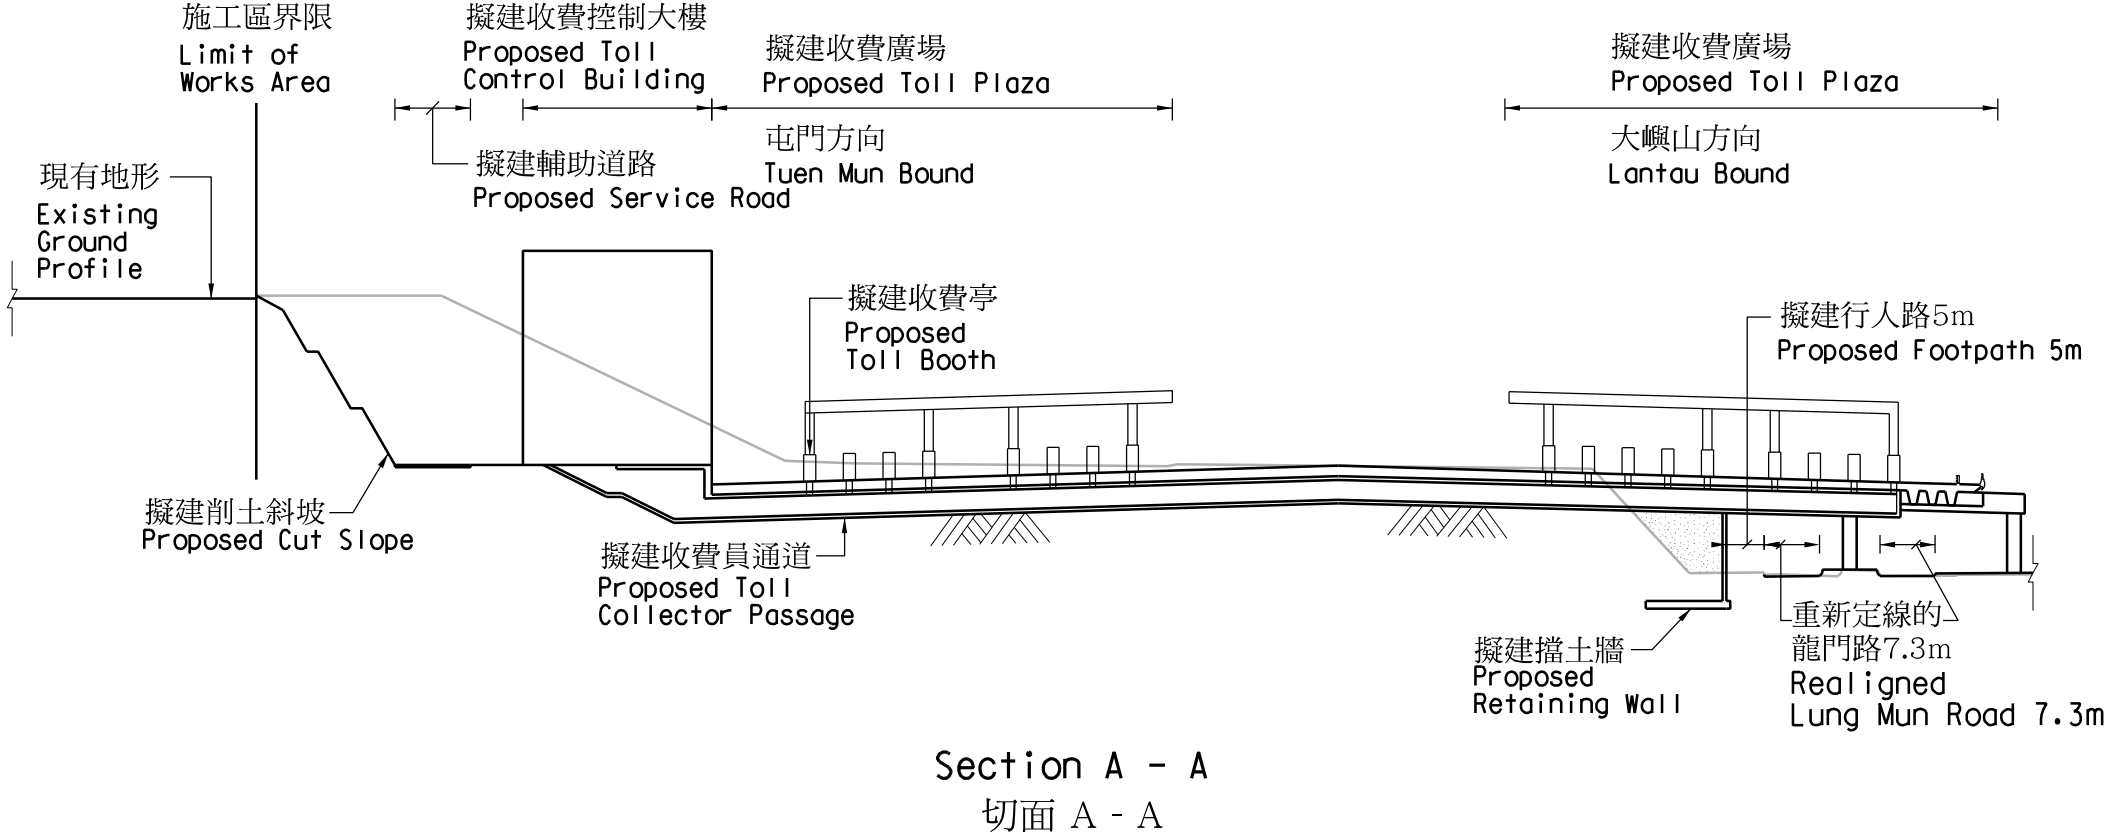 施工區界限
Limit of
Works Area
擬建收費控制大樓
Proposed Toll
Control Building
擬建收費廣場
Proposed Toll Plaza
屯門方向
Tuen Mun Bound
擬建收費廣場
Proposed Toll Plaza
大嶼山方向
Lantau Bound
擬建輔助道路
Proposed Service Road
現有地形
Existing
Ground
Profile
擬建收費亭
Proposed
Toll Booth
擬建行人路5m
Proposed Footpath 5m
擬建削土斜坡
Proposed Cut Slope
擬建收費員通道
Proposed Toll
Collector Passage
擬建擋土牆
Proposed
Retaining Wall
重新定線的
龍門路7.3m
Realigned
Lung Mun Road 7.3m
Section A - A
切面 A - A